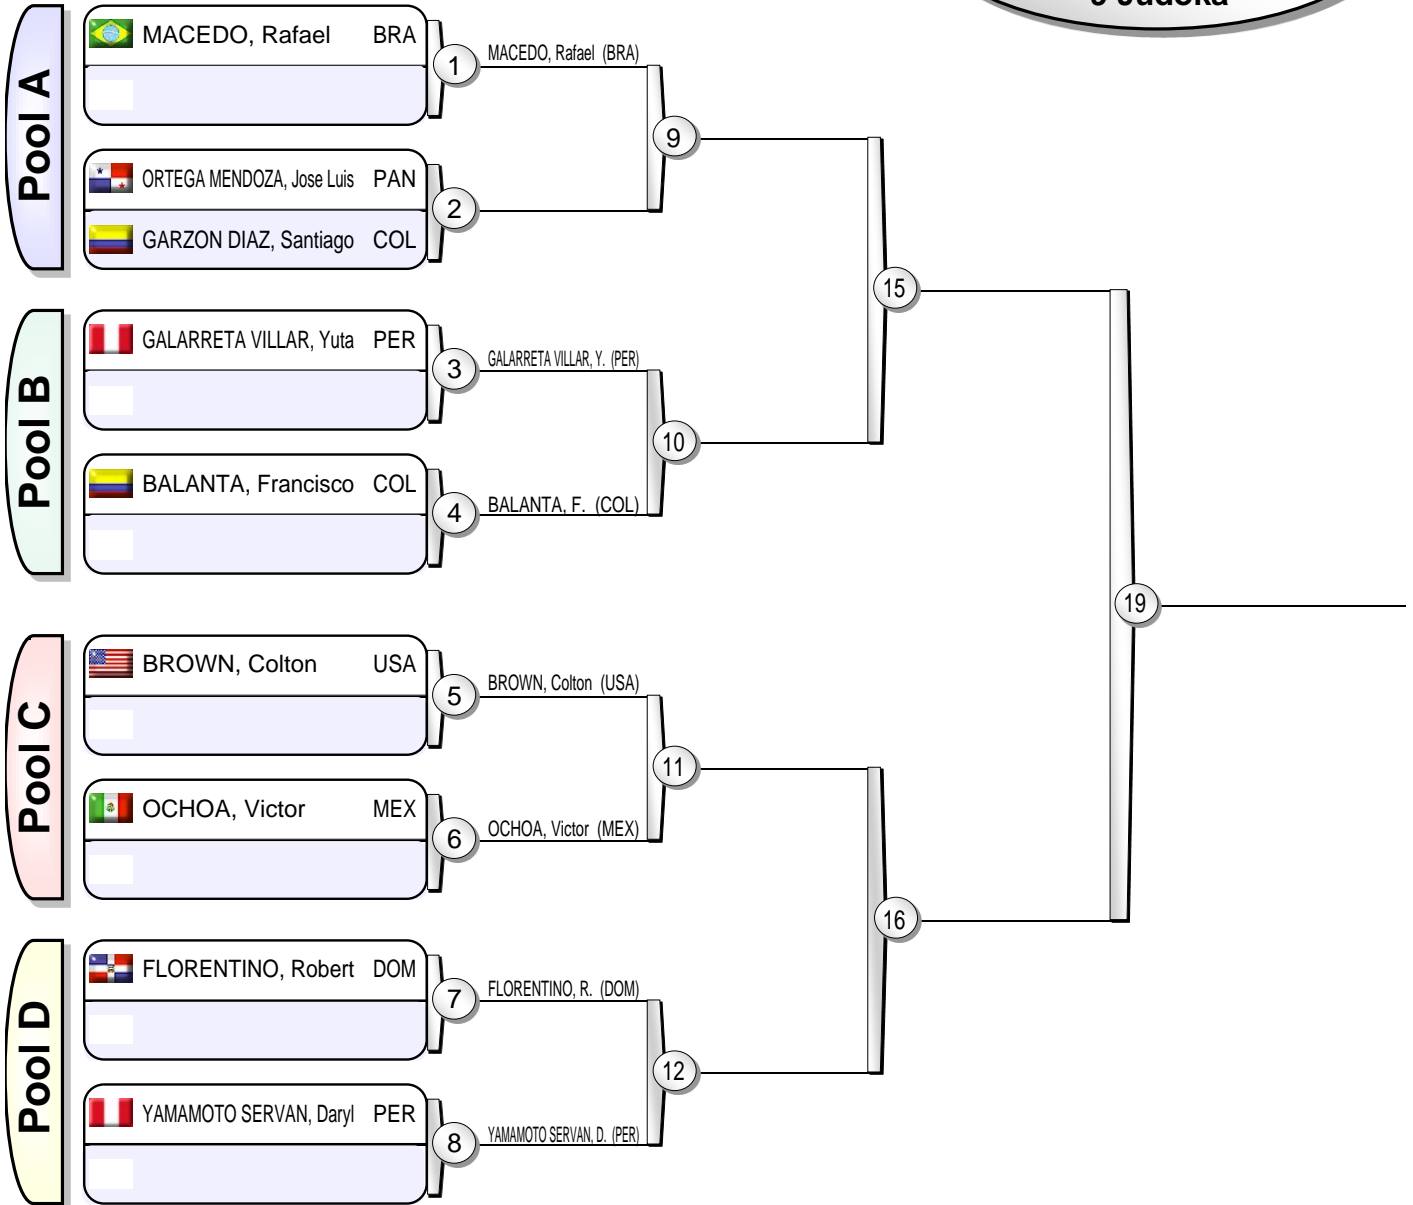 Judoka
Pool A
MACEDO, Rafael BRA
1
MACEDO, Rafael (BRA)
9
ORTEGA MENDOZA, Jose Luis PAN
2
GARZON DIAZ, Santiago COL
15
Pool B
GALARRETA VILLAR, Yuta PER
3
GALARRETA VILLAR, Y. (PER)
10
BALANTA, Francisco COL
4
BALANTA, F. (COL)
19
Pool C
BROWN, Colton USA
5
BROWN, Colton (USA)
11
OCHOA, Victor MEX
6
OCHOA, Victor (MEX)
16
Pool D
FLORENTINO, Robert DOM
7
FLORENTINO, R. (DOM)
12
YAMAMOTO SERVAN, Daryl PER
8
YAMAMOTO SERVAN, D. (PER)